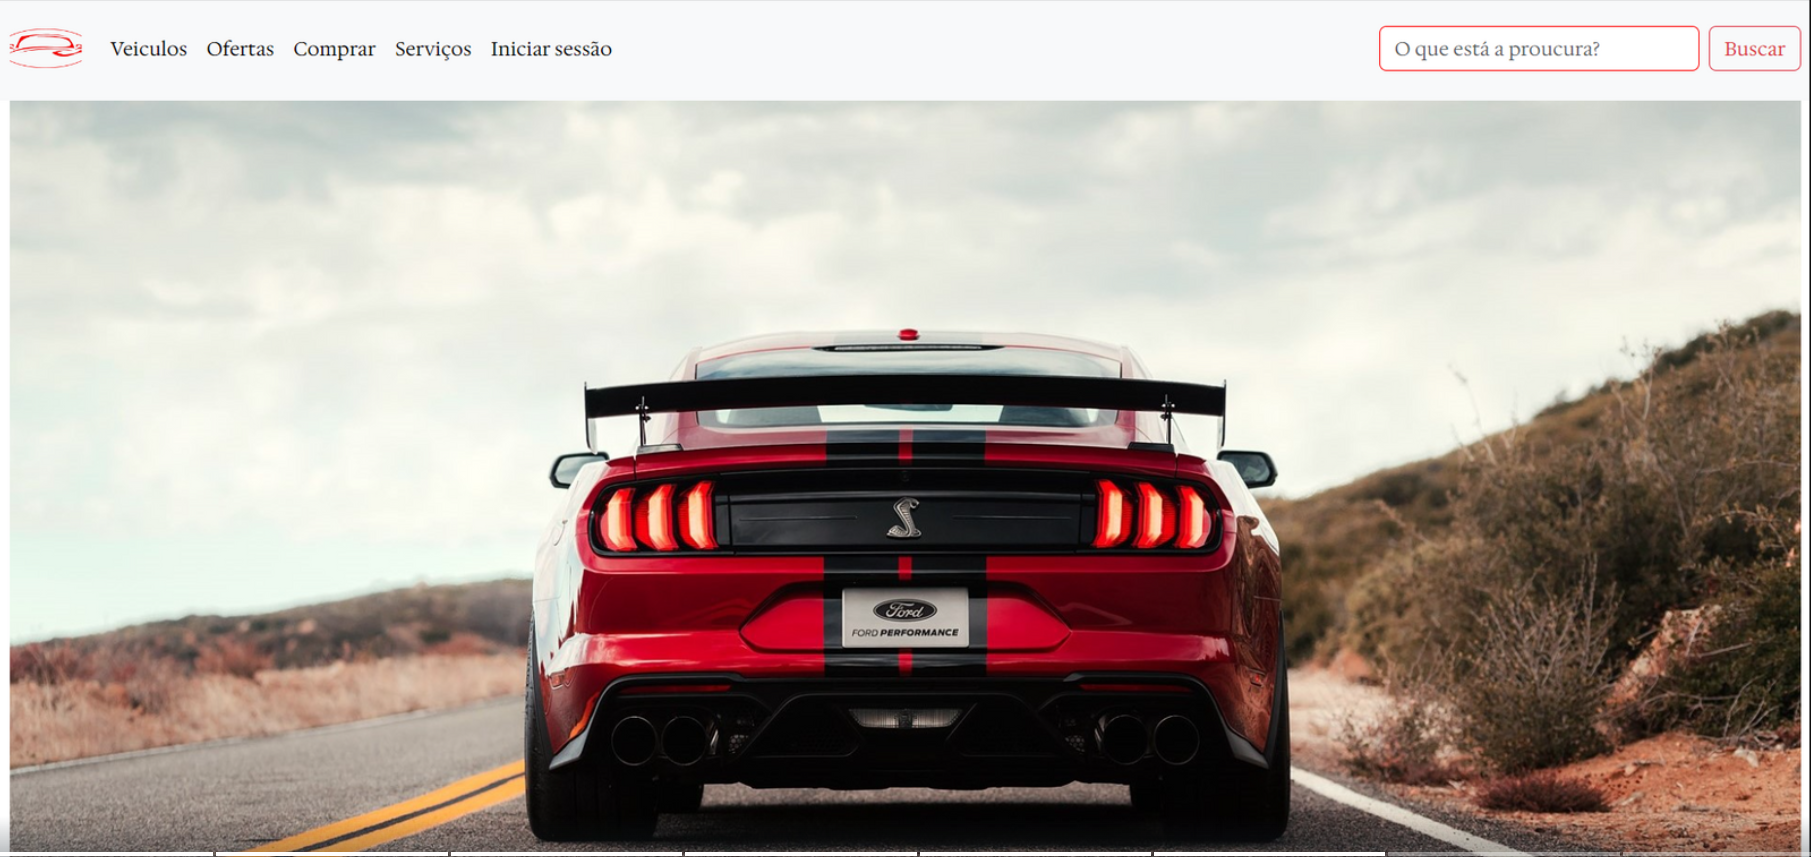 Veiculos Ofertas Comprar Serviços Iniciar sessão
O que está a proucura?
Buscar
Ford
FORD PERFORMANCE